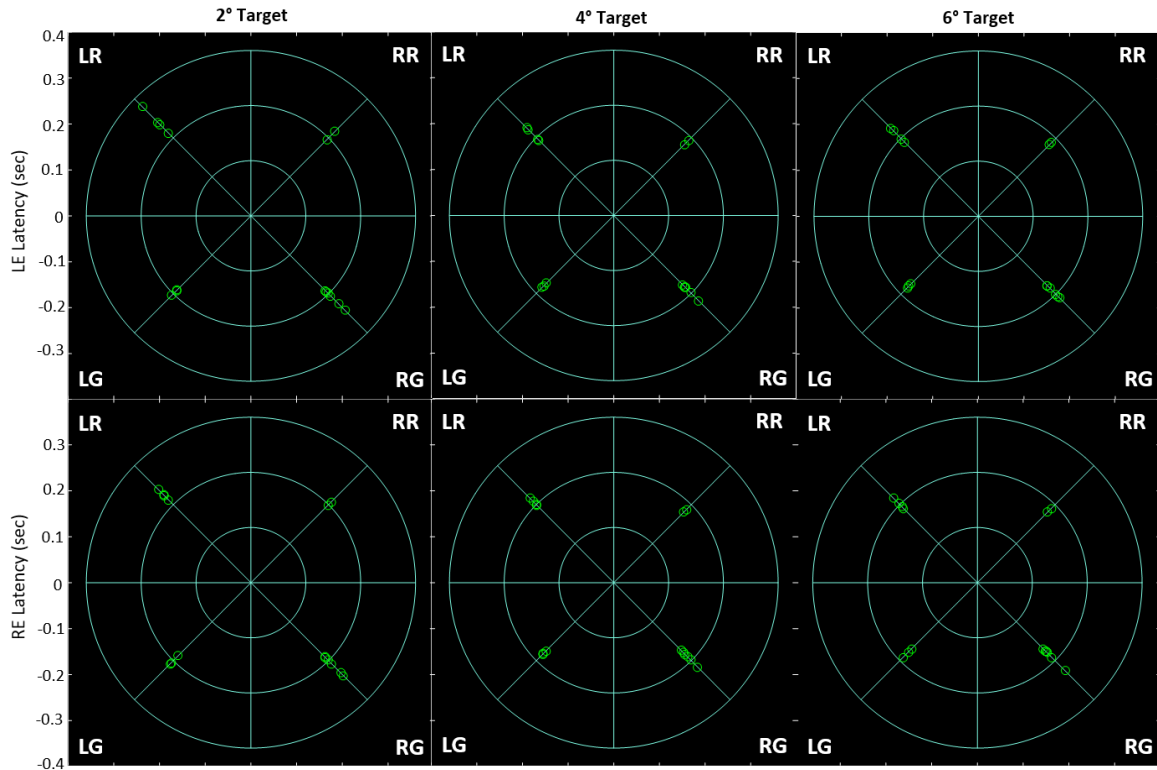 2° Target 4° Target 6° Target
0.4
LR RR LR RR LR RR
0.3
0.2
0.1
LE Latency (sec)
0
-0.1
-0.2
-0.3
LG RG LG RG LG RG
LR RR LR RR LR RR
0.3
0.2
0.1
RE Latency (sec)
0
-0.1
-0.2
-0.3
LG RG LG RG LG RG
-0.4